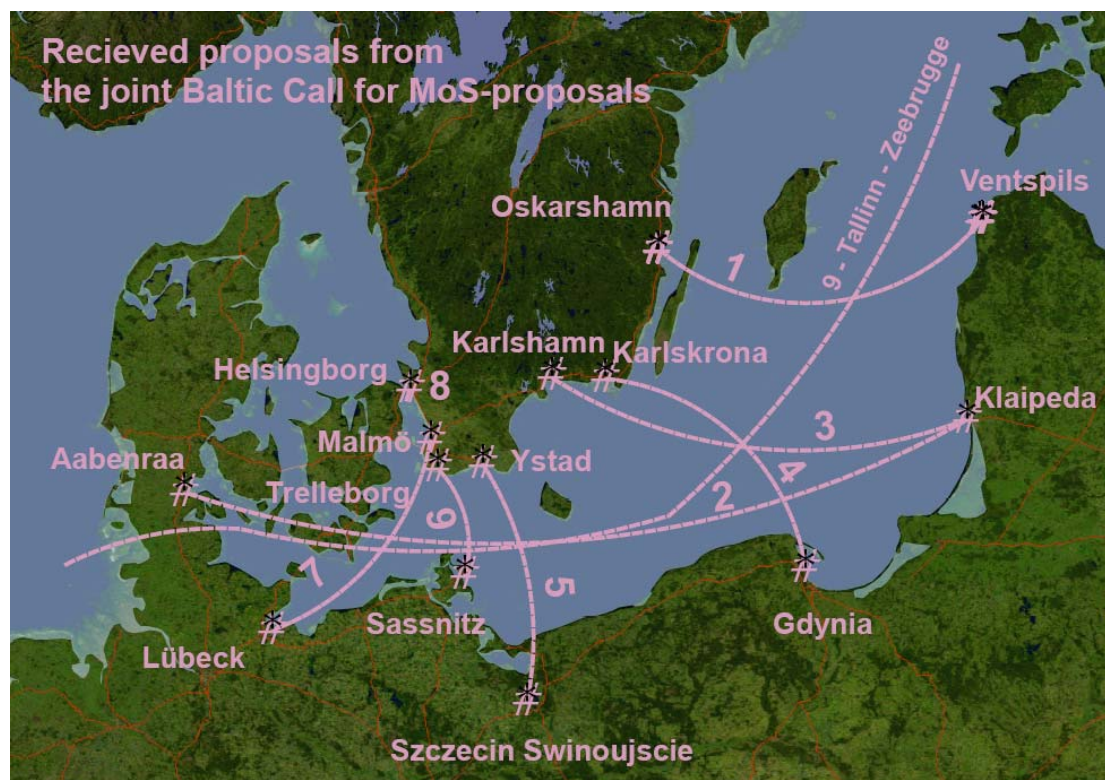 Recieved proposals from
the joint Baltic Call for MoS-proposals
9 - Tallinn - Zeebrugge
Ventspils
Oskarshamn
1
Karlshamn
Karlskrona
Helsingborg
8
Klaipeda
3
Malmö
Aabenraa
Ystad
4
Trelleborg
2
6
7
5
Sassnitz
Gdynia
Lübeck
Szczecin Swinoujscie